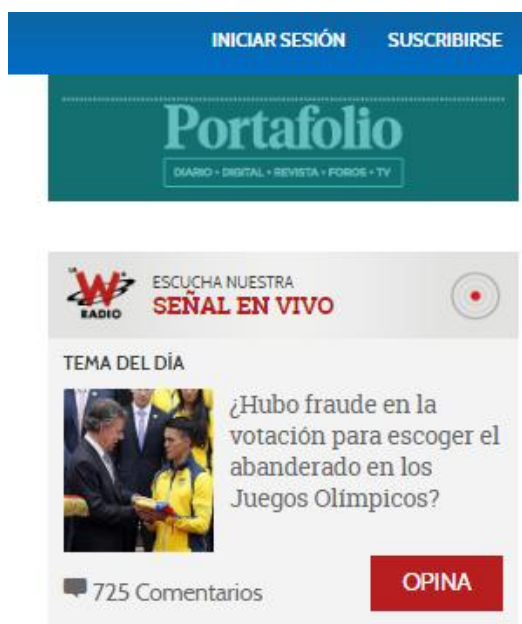 INICIAR SESIÓN SUSCRIBIRSE
Portafolio
DIARIO • DIGITAL • REVISTA • FOROS • TV
LA W RADIO
ESCUCHA NUESTRA
SEÑAL EN VIVO
TEMA DEL DÍA
¿Hubo fraude en la
votación para escoger el
abanderado en los
Juegos Olímpicos?
725 Comentarios
OPINA